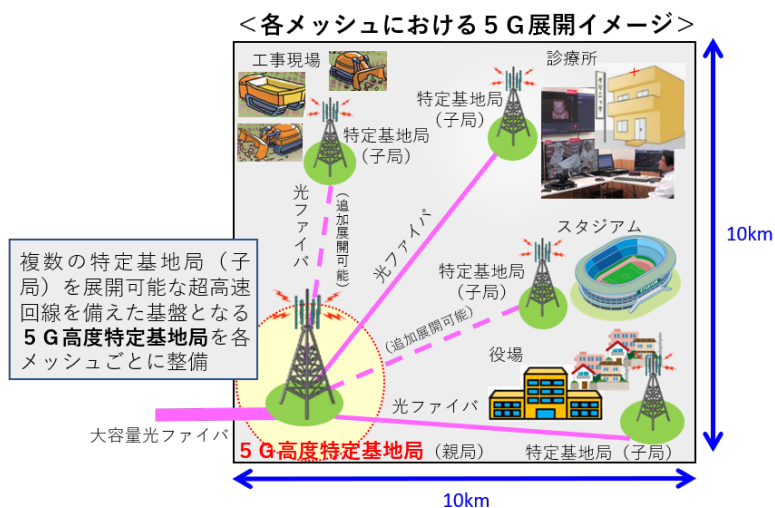 ＜各メッシュにおける５Ｇ展開イメージ＞
工事現場
特定基地局
（子局）
光ファイバ
（追加展開可能）
特定基地局
（子局）
診療所
クリニック
光ファイバ
スタジアム
特定基地局
（子局）
（追加展開可能）
10km
複数の特定基地局（子
局）を展開可能な超高速
回線を備えた基盤となる
５Ｇ高度特定基地局を各
メッシュごとに整備
役場
光ファイバ
大容量光ファイバ
５Ｇ高度特定基地局（親局）
特定基地局（子局）
10km